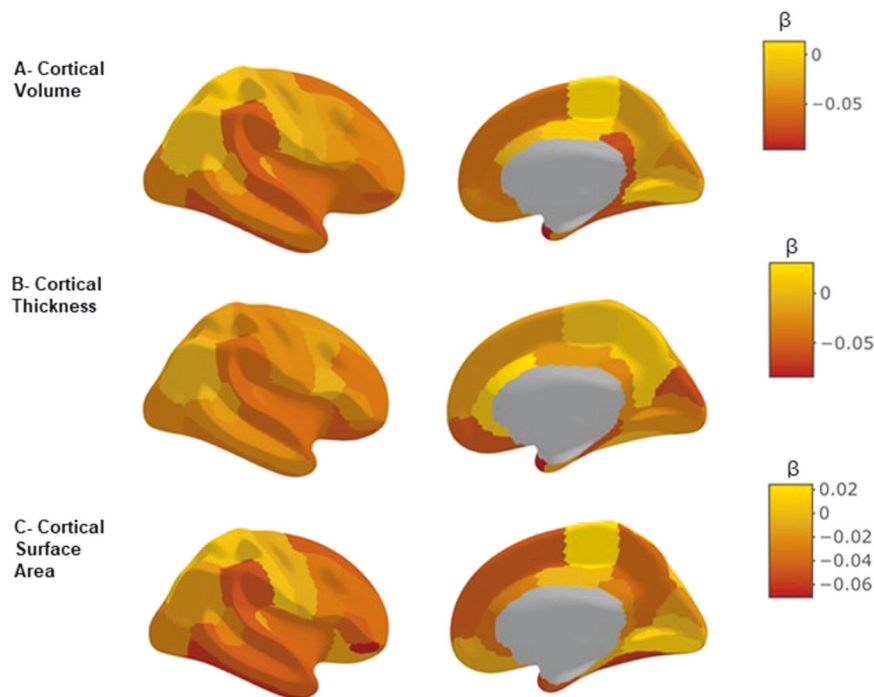 β
0
−0.05
A- Cortical
Volume
β
0
−0.05
B- Cortical
Thickness
β
0.02
0
−0.02
−0.04
−0.06
C- Cortical
Surface
Area